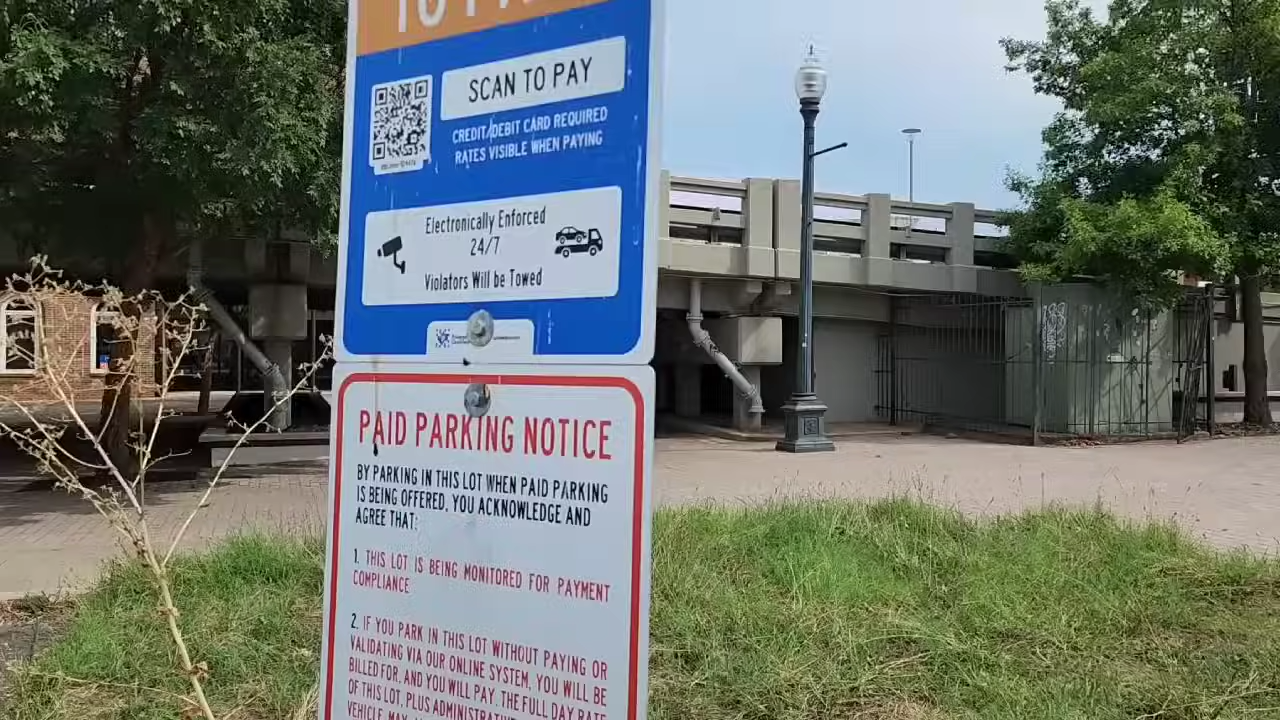 SCAN TO PAY
CREDIT/DEBIT CARD REQUIRED
RATES VISIBLE WHEN PAYING
Electronically Enforced
24/7
Violators Will be Towed
PAID PARKING NOTICE
BY PARKING IN THIS LOT WHEN PAID PARKING
IS BEING OFFERED, YOU ACKNOWLEDGE AND
AGREE THAT:
1. THIS LOT IS BEING MONITORED FOR PAYMENT
COMPLIANCE
2. IF YOU PARK IN THIS LOT WITHOUT PAYING OR
VALIDATING VIA OUR ONLINE SYSTEM, YOU WILL BE
BILLED FOR, AND YOU WILL PAY, THE FULL DAY RATE
OF THIS LOT, PLUS ADMINISTRATIVE
VEHICLE MAY